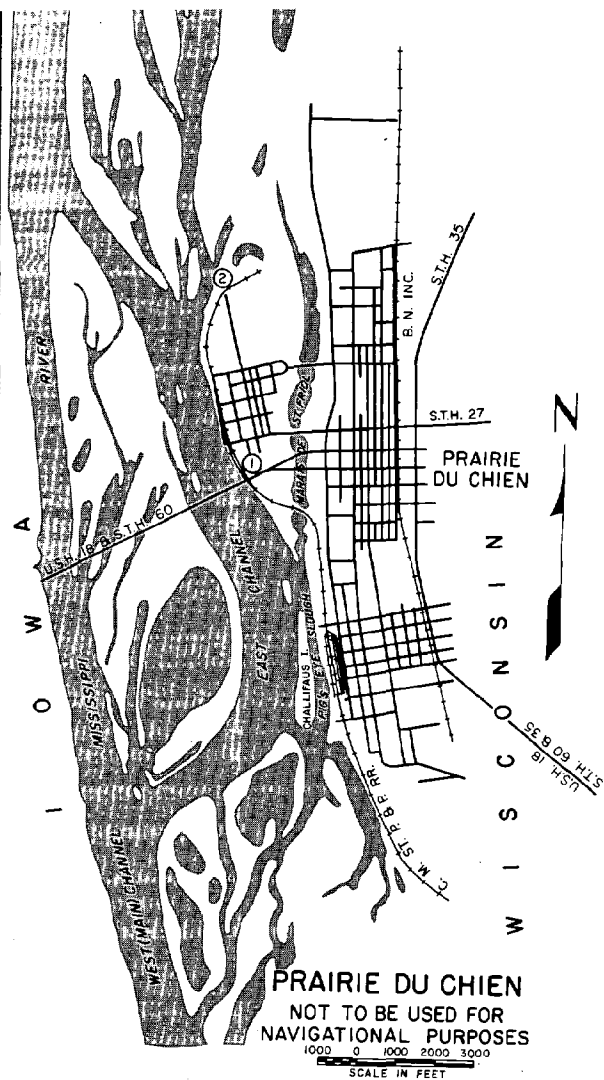 S.T.H. 35
B. N. INC.
2
RIVER
ST. FRIOL
MARAIS DE
S.T.H. 27
N
1
PRAIRIE
DU CHIEN
U.S.H. 18 & S.T.H. 60
IOWA
CHANNEL
EAST
MISSISSIPPI
CHALLIFAUS I.
PIG'S EYE SLOUGH
WISCONSIN
U.S.H. 18
S.T.H. 60 & 35
C. M. ST. P. & P. RR.
WEST (MAIN) CHANNEL
PRAIRIE DU CHIEN
NOT TO BE USED FOR
NAVIGATIONAL PURPOSES
1000 0 1000 2000 3000
SCALE IN FEET